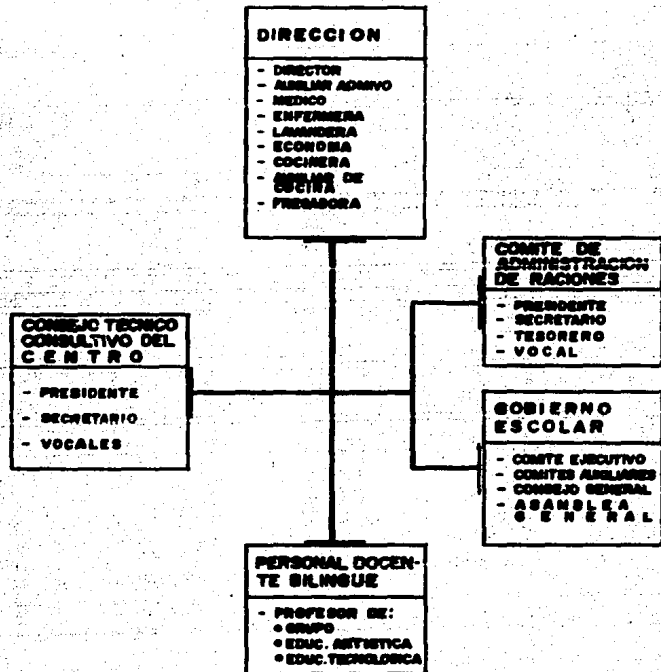 DIRECCION
- DIRECTOR
- AUXILIAR ADMIVO
- MEDICO
- ENFERMERA
- LAVANDERA
- ECONOMA
- COCINERA
- AUXILIAR DE
COCINA
- FREGADORA
COMITE DE
ADMINISTRACION
DE RACIONES
- PRESIDENTE
- SECRETARIO
- TESORERO
- VOCAL
CONSEJO TECNICO
CONSULTIVO DEL
CENTRO
- PRESIDENTE
- SECRETARIO
- VOCALES
GOBIERNO
ESCOLAR
- COMITE EJECUTIVO
- COMITES AUXILIARES
- CONSEJO GENERAL
- ASAMBLEA
GENERAL
PERSONAL DOCEN-
TE BILINGUE
- PROFESOR DE:
• GRUPO
• EDUC. ARTISTICA
• EDUC. TECNOLOGICA